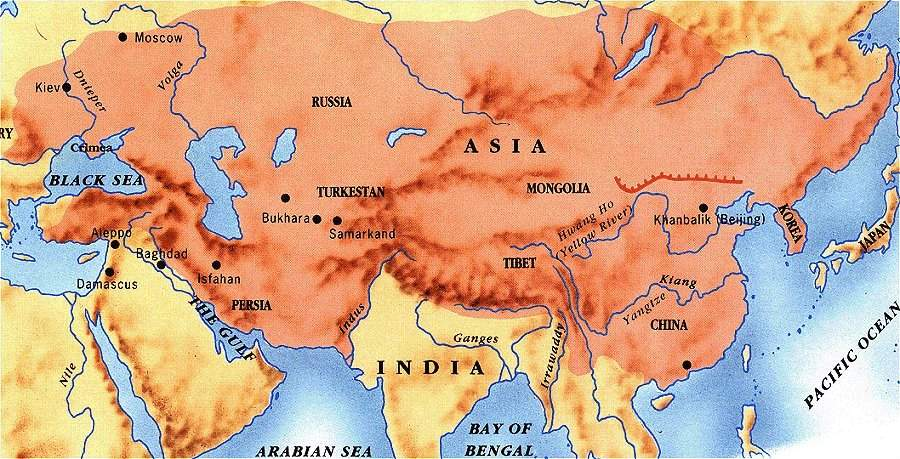 Moscow
Kiev
Dnieper
Volga
RUSSIA
RY
Crimea
ASIA
BLACK SEA
TURKESTAN
MONGOLIA
Bukhara
Samarkand
Hwang Ho
(Yellow River)
Khanbalik (Beijing)
KOREA
JAPAN
Aleppo
Baghdad
Damascus
Isfahan
TIBET
PERSIA
THE GULF
Indus
Kiang
Yangtze
CHINA
Ganges
Irrawaddy
INDIA
Nile
PACIFIC OCEAN
ARABIAN SEA
BAY OF
BENGAL